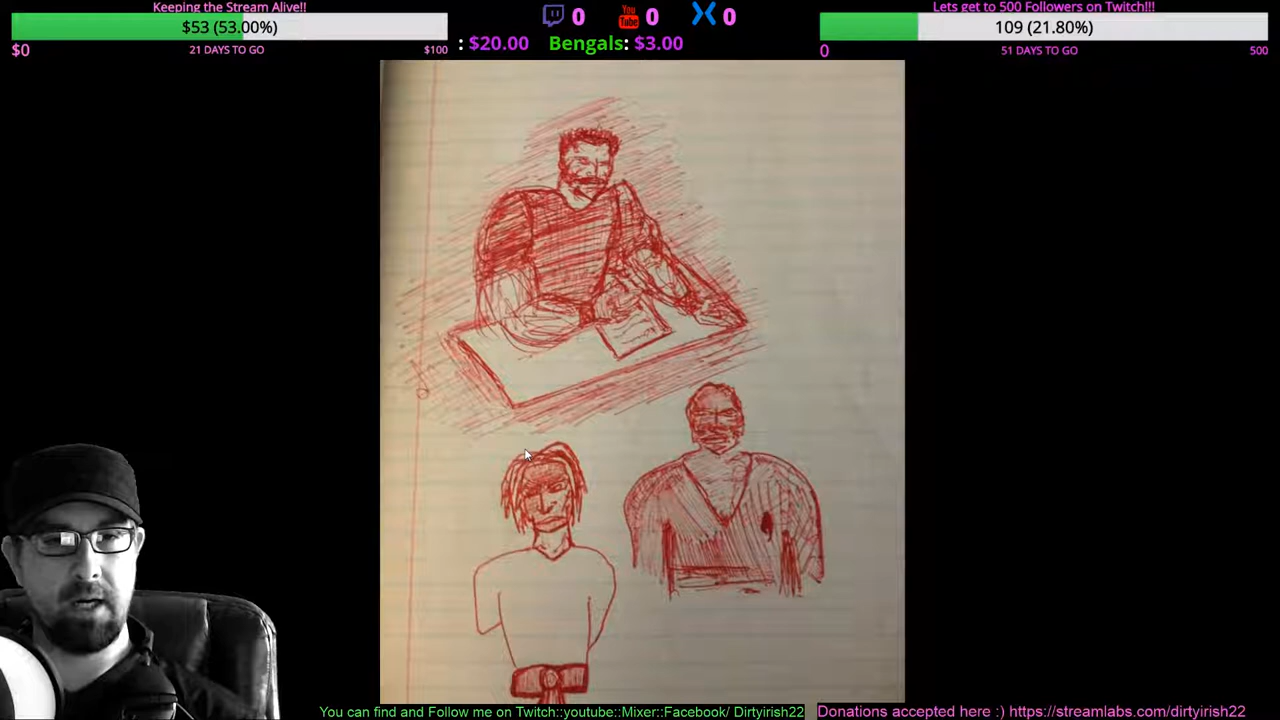 Keeping the Stream Alive!!
$53 (53.00%)
$0 21 DAYS TO GO $100
0 0 0
: $20.00 Bengals: $3.00
Lets get to 500 Followers on Twitch!!!
109 (21.80%)
0 51 DAYS TO GO 500
You can find and Follow me on Twitch::youtube::Mixer::Facebook/ Dirtyirish22
Donations accepted here :) https://streamlabs.com/dirtyirish22